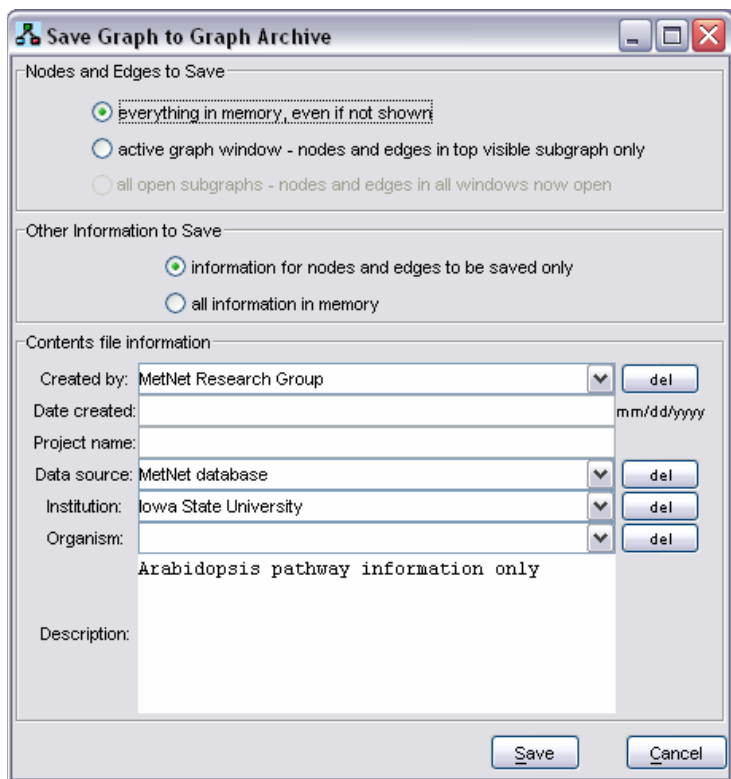 Save Graph to Graph Archive
Nodes and Edges to Save
everything in memory, even if not shown
active graph window - nodes and edges in top visible subgraph only
all open subgraphs - nodes and edges in all windows now open
Other Information to Save
information for nodes and edges to be saved only
all information in memory
Contents file information
Created by: MetNet Research Group del
Date created: mm/dd/yyyy
Project name:
Data source: MetNet database del
Institution: Iowa State University del
Organism: del
Arabidopsis pathway information only
Description:
Save Cancel